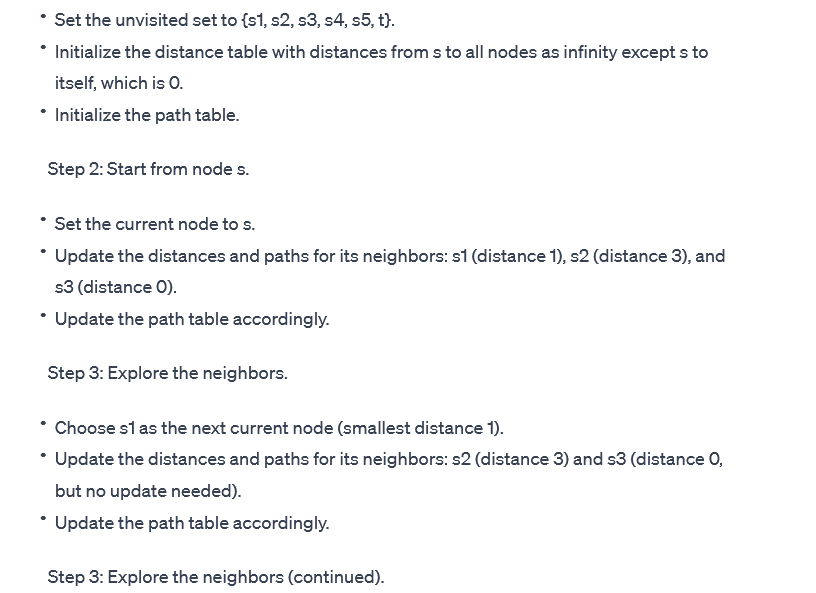 • Set the unvisited set to {s1, s2, s3, s4, s5, t}.
• Initialize the distance table with distances from s to all nodes as infinity except s to
itself, which is 0.
• Initialize the path table.
Step 2: Start from node s.
• Set the current node to s.
• Update the distances and paths for its neighbors: s1 (distance 1), s2 (distance 3), and
s3 (distance 0).
• Update the path table accordingly.
Step 3: Explore the neighbors.
• Choose s1 as the next current node (smallest distance 1).
• Update the distances and paths for its neighbors: s2 (distance 3) and s3 (distance 0,
but no update needed).
• Update the path table accordingly.
Step 3: Explore the neighbors (continued).